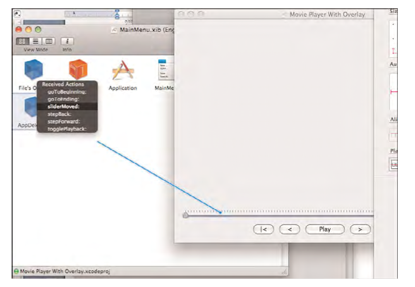 Movie Player With Overlay
MainMenu.xib (Eng
View Mode
Info
File's O
Application
MainMe
AppDel
Received Actions
goToBeginning:
goToEnding:
sliderMoved:
stepBack:
stepForward:
togglePlayback:
|<
<
Play
>
Movie Player With Overlay.xcodeproj